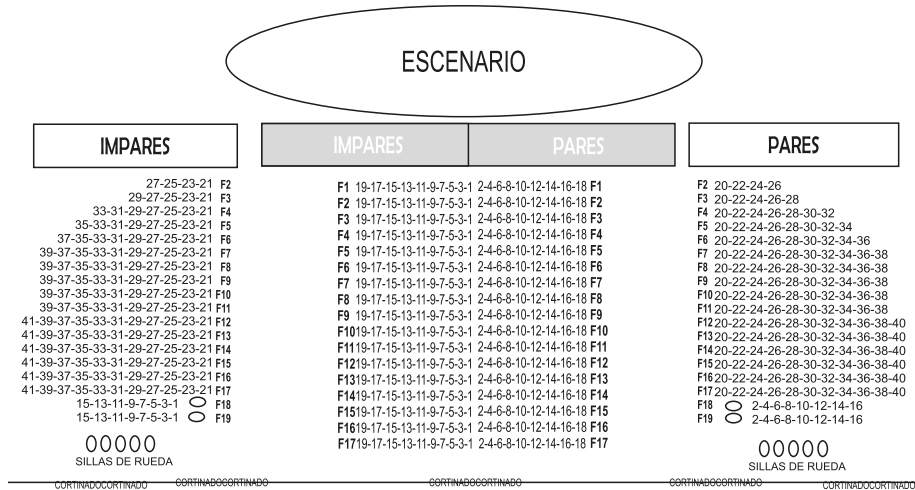 ESCENARIO
IMPARES
IMPARES
PARES
PARES
27-25-23-21 F2
29-27-25-23-21 F3
33-31-29-27-25-23-21 F4
35-33-31-29-27-25-23-21 F5
37-35-33-31-29-27-25-23-21 F6
39-37-35-33-31-29-27-25-23-21 F7
39-37-35-33-31-29-27-25-23-21 F8
39-37-35-33-31-29-27-25-23-21 F9
39-37-35-33-31-29-27-25-23-21 F10
39-37-35-33-31-29-27-25-23-21 F11
41-39-37-35-33-31-29-27-25-23-21 F12
41-39-37-35-33-31-29-27-25-23-21 F13
41-39-37-35-33-31-29-27-25-23-21 F14
41-39-37-35-33-31-29-27-25-23-21 F15
41-39-37-35-33-31-29-27-25-23-21 F16
41-39-37-35-33-31-29-27-25-23-21 F17
15-13-11-9-7-5-3-1 F18
15-13-11-9-7-5-3-1 F19
SILLAS DE RUEDA
F1 19-17-15-13-11-9-7-5-3-1 2-4-6-8-10-12-14-16-18 F1
F2 19-17-15-13-11-9-7-5-3-1 2-4-6-8-10-12-14-16-18 F2
F3 19-17-15-13-11-9-7-5-3-1 2-4-6-8-10-12-14-16-18 F3
F4 19-17-15-13-11-9-7-5-3-1 2-4-6-8-10-12-14-16-18 F4
F5 19-17-15-13-11-9-7-5-3-1 2-4-6-8-10-12-14-16-18 F5
F6 19-17-15-13-11-9-7-5-3-1 2-4-6-8-10-12-14-16-18 F6
F7 19-17-15-13-11-9-7-5-3-1 2-4-6-8-10-12-14-16-18 F7
F8 19-17-15-13-11-9-7-5-3-1 2-4-6-8-10-12-14-16-18 F8
F9 19-17-15-13-11-9-7-5-3-1 2-4-6-8-10-12-14-16-18 F9
F10 19-17-15-13-11-9-7-5-3-1 2-4-6-8-10-12-14-16-18 F10
F11 19-17-15-13-11-9-7-5-3-1 2-4-6-8-10-12-14-16-18 F11
F12 19-17-15-13-11-9-7-5-3-1 2-4-6-8-10-12-14-16-18 F12
F13 19-17-15-13-11-9-7-5-3-1 2-4-6-8-10-12-14-16-18 F13
F14 19-17-15-13-11-9-7-5-3-1 2-4-6-8-10-12-14-16-18 F14
F15 19-17-15-13-11-9-7-5-3-1 2-4-6-8-10-12-14-16-18 F15
F16 19-17-15-13-11-9-7-5-3-1 2-4-6-8-10-12-14-16-18 F16
F17 19-17-15-13-11-9-7-5-3-1 2-4-6-8-10-12-14-16-18 F17
F2 20-22-24-26
F3 20-22-24-26-28
F4 20-22-24-26-28-30-32
F5 20-22-24-26-28-30-32-34
F6 20-22-24-26-28-30-32-34-36
F7 20-22-24-26-28-30-32-34-36-38
F8 20-22-24-26-28-30-32-34-36-38
F9 20-22-24-26-28-30-32-34-36-38
F10 20-22-24-26-28-30-32-34-36-38
F11 20-22-24-26-28-30-32-34-36-38
F12 20-22-24-26-28-30-32-34-36-38-40
F13 20-22-24-26-28-30-32-34-36-38-40
F14 20-22-24-26-28-30-32-34-36-38-40
F15 20-22-24-26-28-30-32-34-36-38-40
F16 20-22-24-26-28-30-32-34-36-38-40
F17 20-22-24-26-28-30-32-34-36-38-40
F18 2-4-6-8-10-12-14-16
F19 2-4-6-8-10-12-14-16
SILLAS DE RUEDA
CORTINADOCORTINADO
CORTINADOCORTINADO
CORTINADOCORTINADO
CORTINADOCORTINADO
CORTINADOCORTINADO